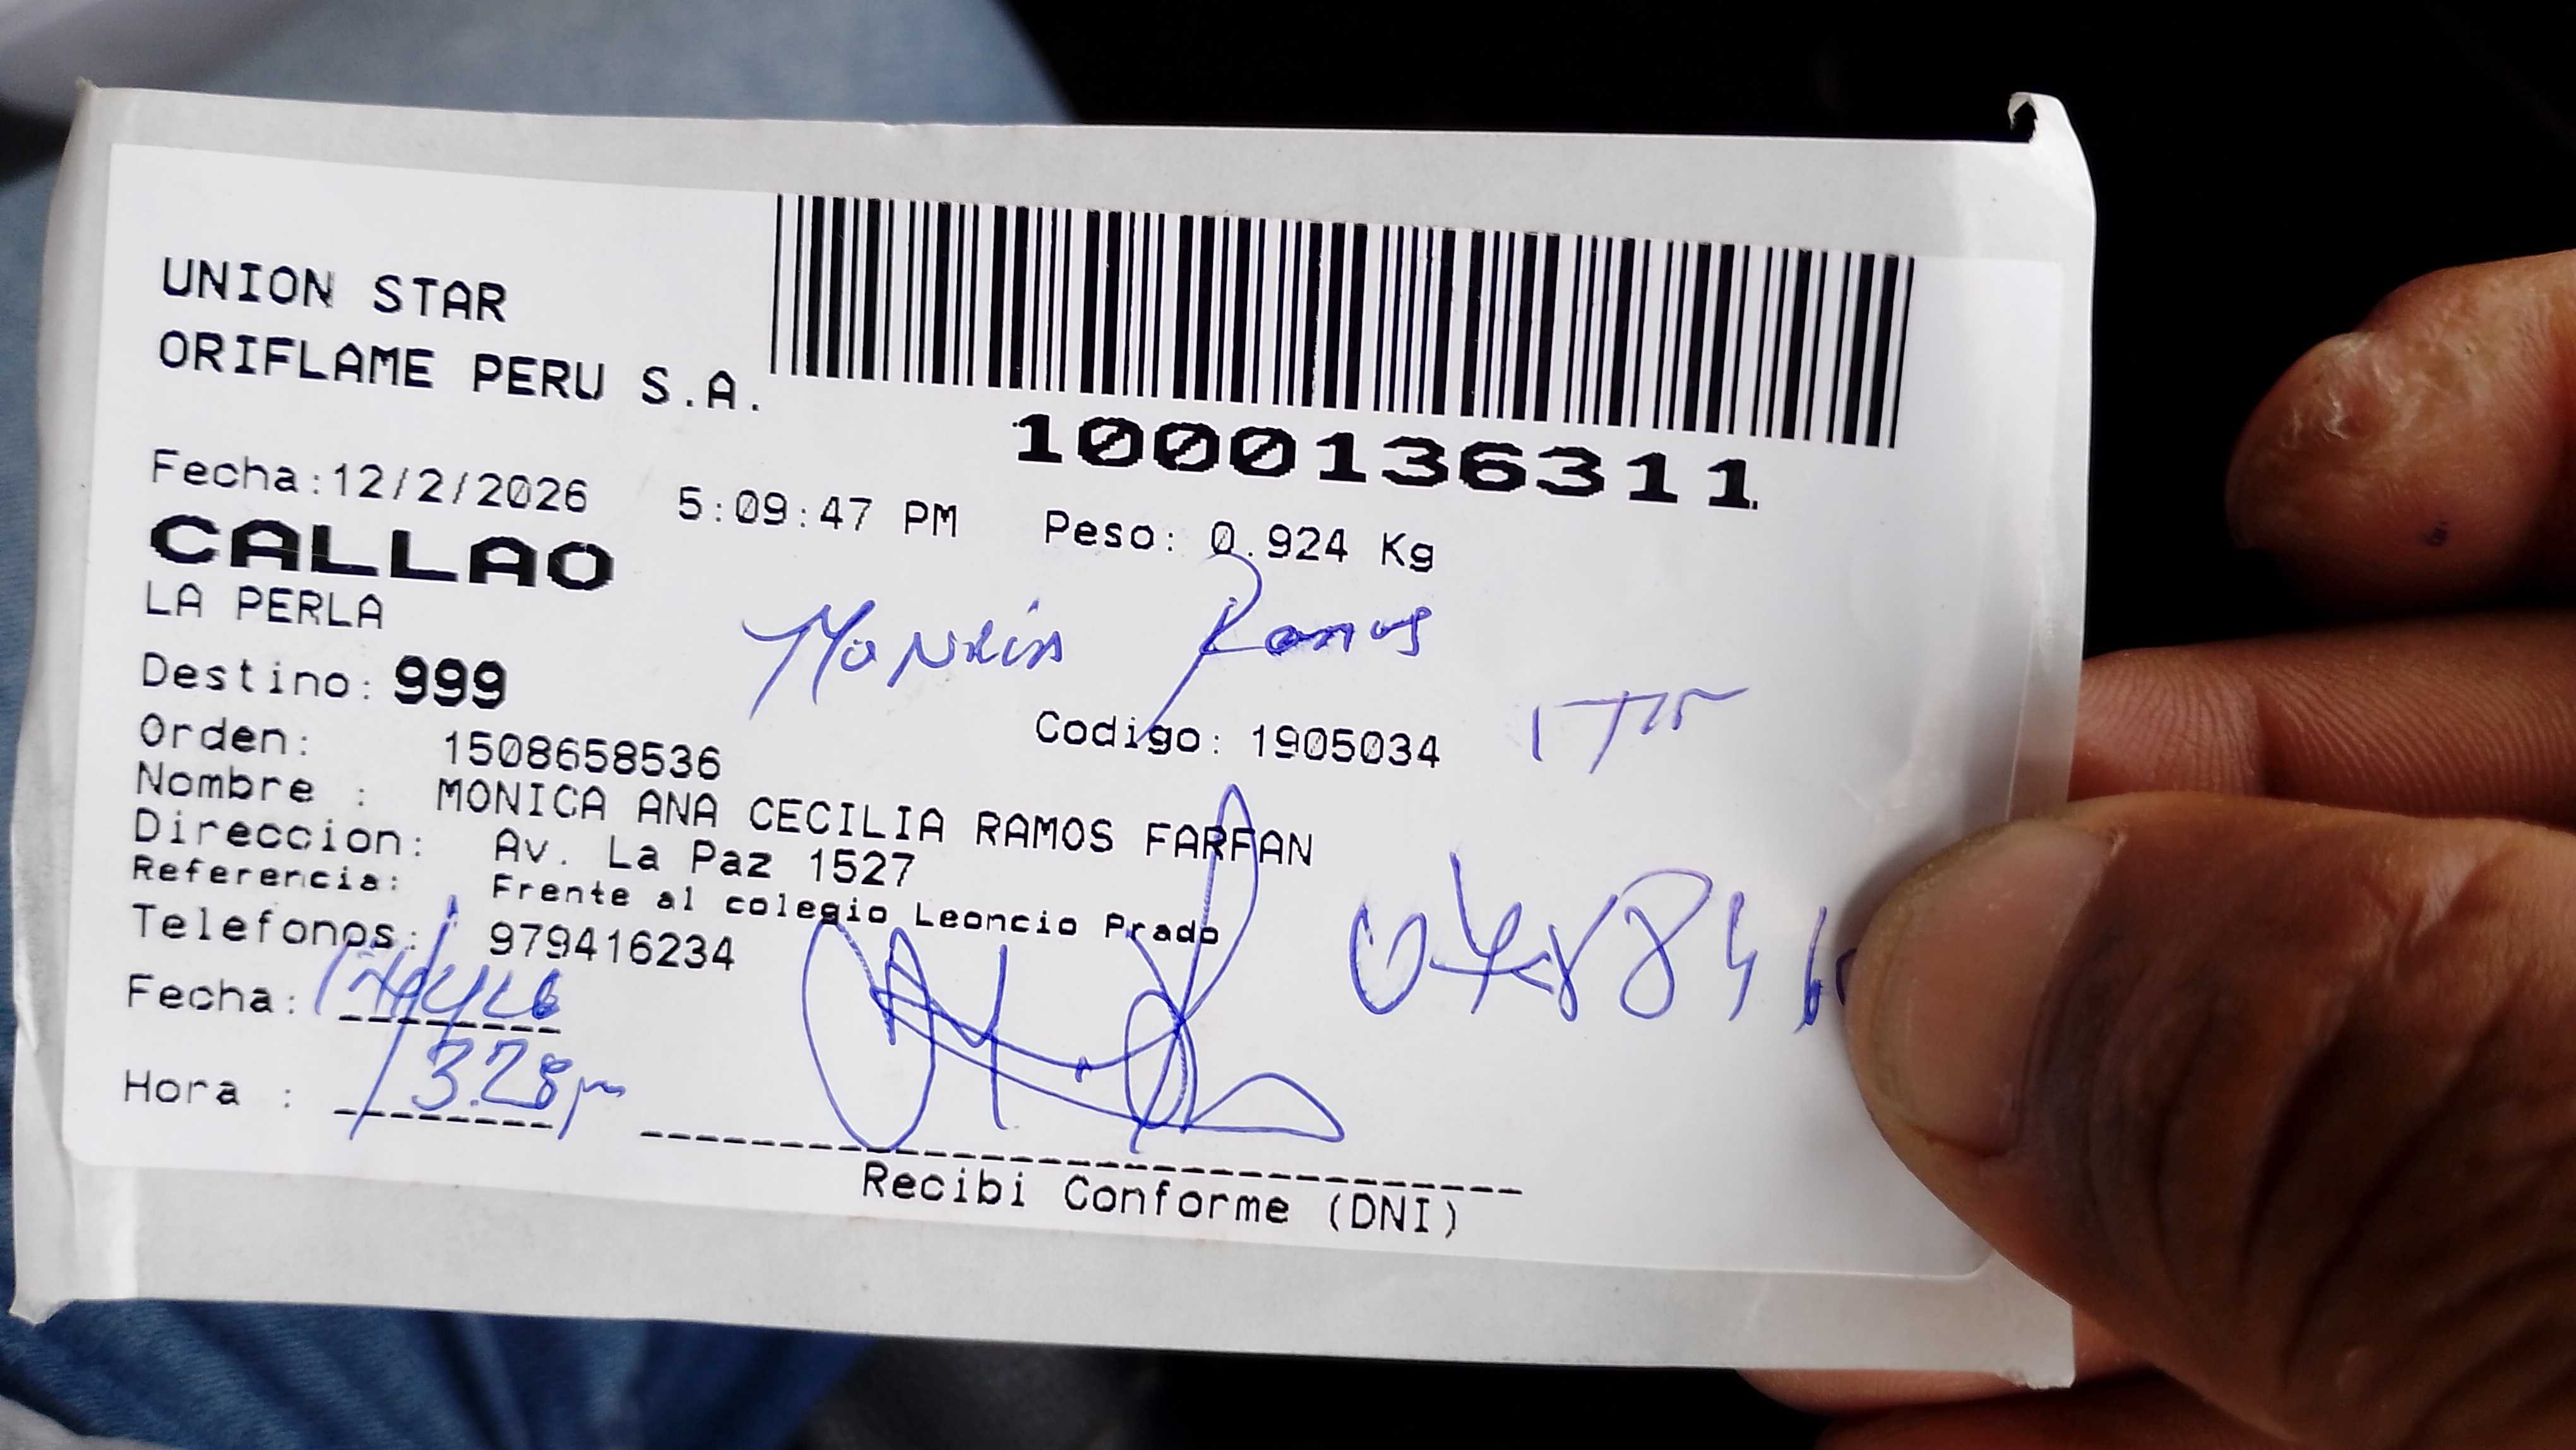 UNION STAR
ORIFLAME PERU S.A.
1000136311
Fecha:12/2/2026 5:09:47 PM Peso: 0.924 Kg
CALLAO
LA PERLA
Monica Ramos
Destino: 999
Orden: 1508658536 Codigo: 1905034
Nombre : MONICA ANA CECILIA RAMOS FARFAN
Direccion: Av. La Paz 1527
Referencia: Frente al colegio Leoncio Prado
Telefonos: 979416234
Fecha:
Hora : 3.28pm
Recibi Conforme (DNI)